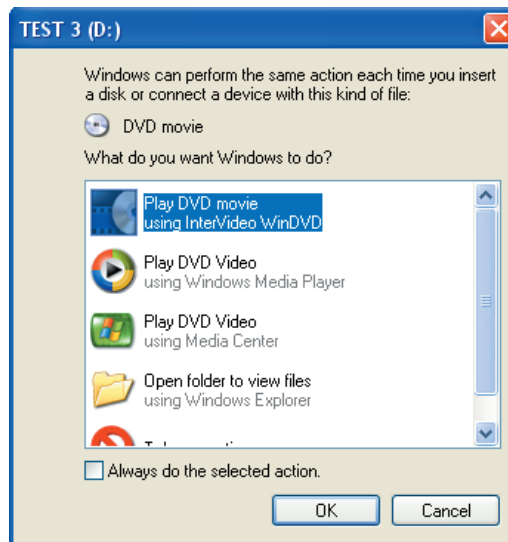 TEST 3 (D:)
Windows can perform the same action each time you insert
a disk or connect a device with this kind of file:
DVD movie
What do you want Windows to do?
Play DVD movie
using InterVideo WinDVD
Play DVD Video
using Windows Media Player
Play DVD Video
using Media Center
Open folder to view files
using Windows Explorer
Always do the selected action.
OK
Cancel